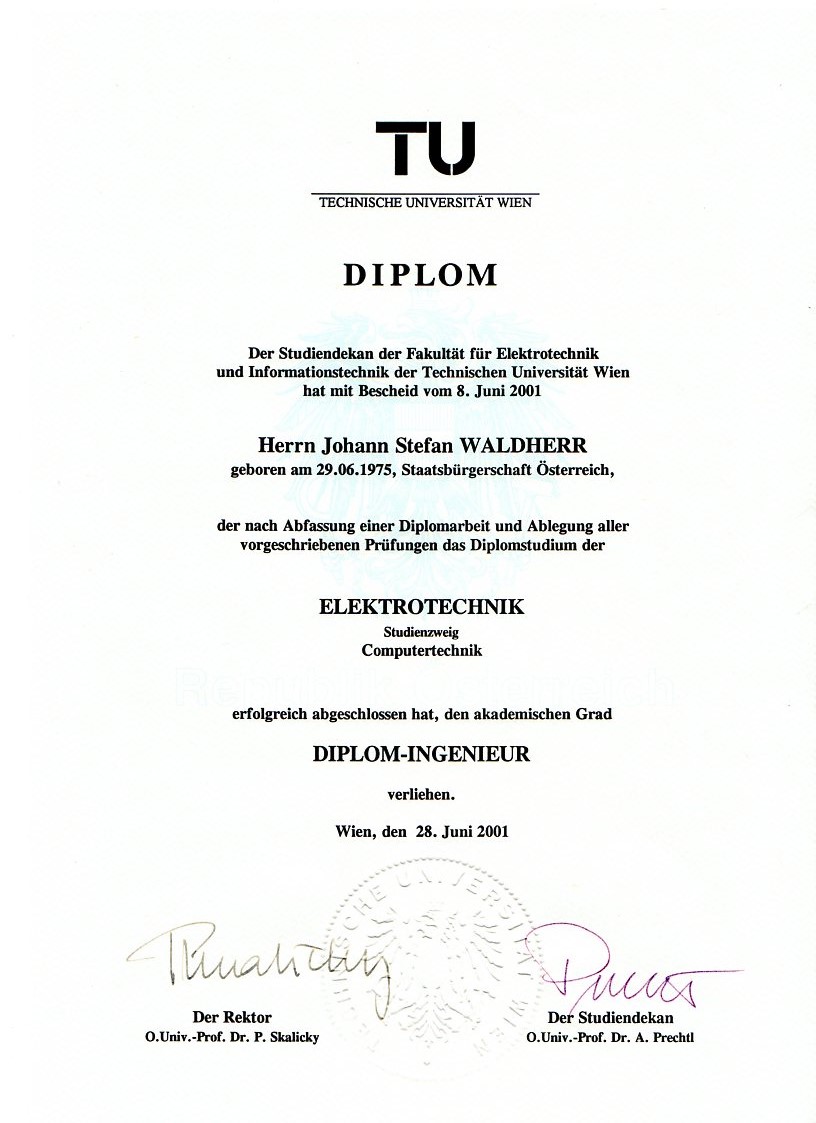 TU
TECHNISCHE UNIVERSITÄT WIEN
DIPLOM
Der Studiendekan der Fakultät für Elektrotechnik
und Informationstechnik der Technischen Universität Wien
hat mit Bescheid vom 8. Juni 2001
Herrn Johann Stefan WALDHERR
geboren am 29.06.1975, Staatsbürgerschaft Österreich,
der nach Abfassung einer Diplomarbeit und Ablegung aller
vorgeschriebenen Prüfungen das Diplomstudium der
ELEKTROTECHNIK
Studienzweig
Computertechnik
Republik Österreich
erfolgreich abgeschlossen hat, den akademischen Grad
DIPLOM-INGENIEUR
verliehen.
Wien, den 28. Juni 2001
TECHNISCHE UNIVERSITÄT WIEN
Der Rektor
O.Univ.-Prof. Dr. P. Skalicky
Der Studiendekan
O.Univ.-Prof. Dr. A. Prechtl